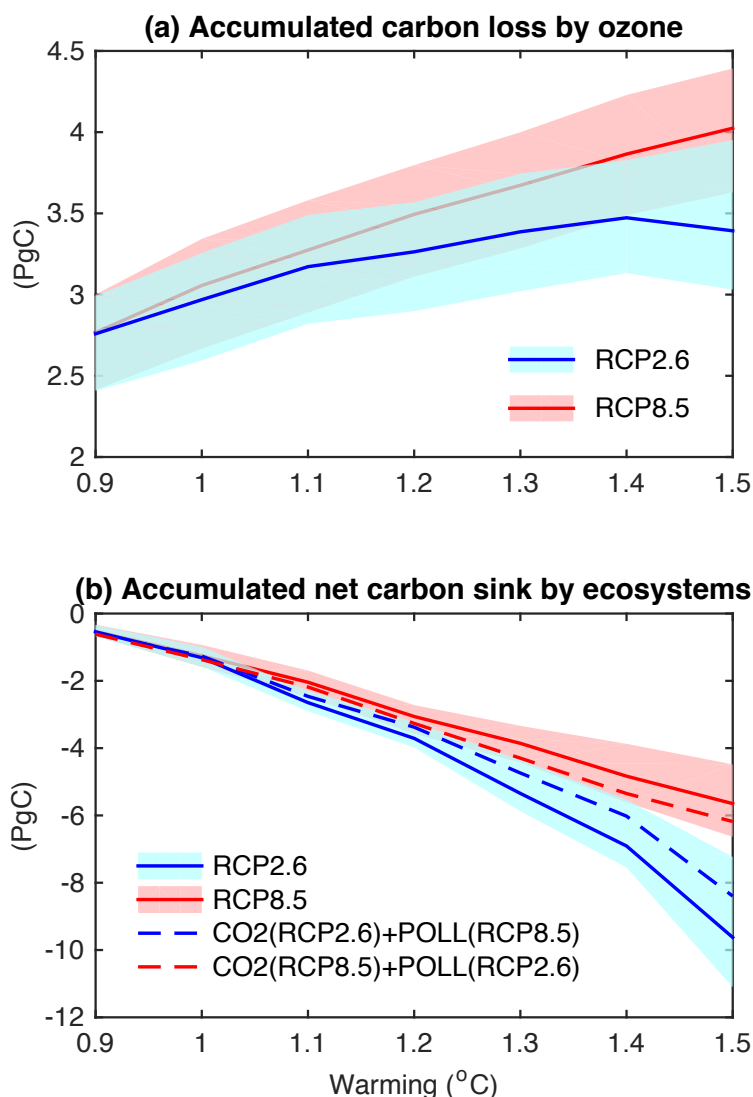 (a) Accumulated carbon loss by ozone
4.5
4
3.5
3
2.5
2
(PgC)
RCP2.6
RCP8.5
0.9 1 1.1 1.2 1.3 1.4 1.5
(b) Accumulated net carbon sink by ecosystems
0
-2
-4
-6
-8
-10
-12
(PgC)
RCP2.6
RCP8.5
CO2(RCP2.6)+POLL(RCP8.5)
CO2(RCP8.5)+POLL(RCP2.6)
0.9 1 1.1 1.2 1.3 1.4 1.5
Warming (°C)